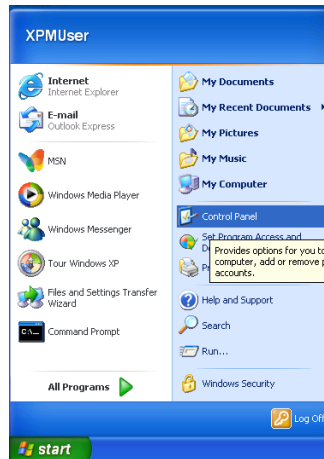 XPMUser
Internet
Internet Explorer
E-mail
Outlook Express
MSN
Windows Media Player
Windows Messenger
Tour Windows XP
Files and Settings Transfer
Wizard
Command Prompt
All Programs
My Documents
My Recent Documents
My Pictures
My Music
My Computer
Control Panel
Set Program Access and
Provides options for you to
computer, add or remove p
accounts.
Help and Support
Search
Run...
Windows Security
Log Off
start